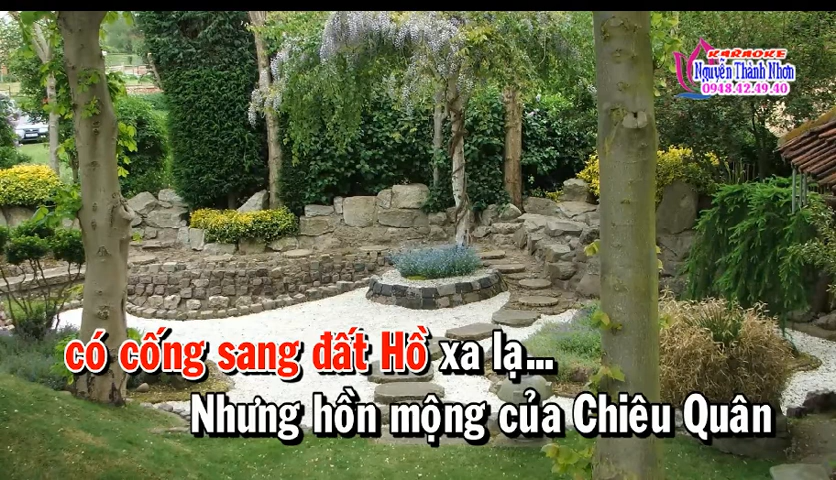 KARAOKE
Nguyễn Thành Nhơn
0948.42.49.40
có cống sang đất Hồ xa lạ...
Nhưng hồn mộng của Chiêu Quân